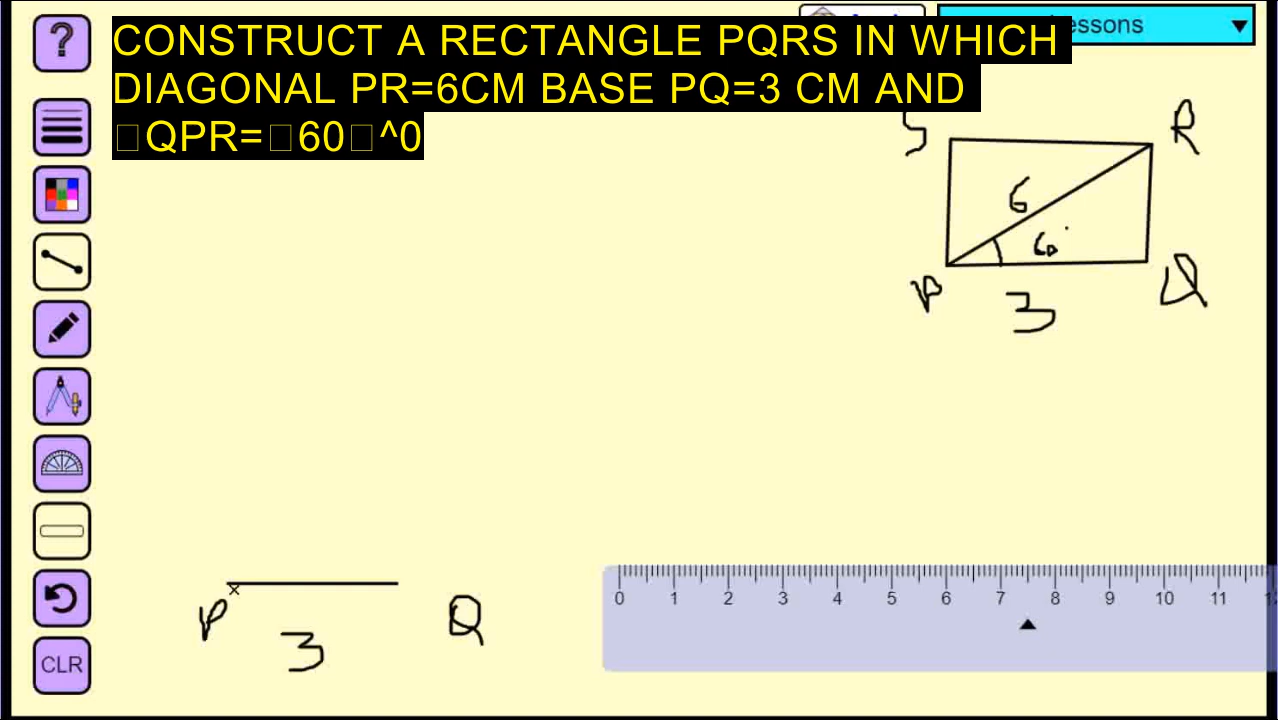 CONSTRUCT A RECTANGLE PQRS IN WHICH
DIAGONAL PR=6CM BASE PQ=3 CM AND
□QPR=□60□^0
essons
?
S
R
6
60°
P
Q
3
P
Q
3
0 1 2 3 4 5 6 7 8 9 10 11
CLR